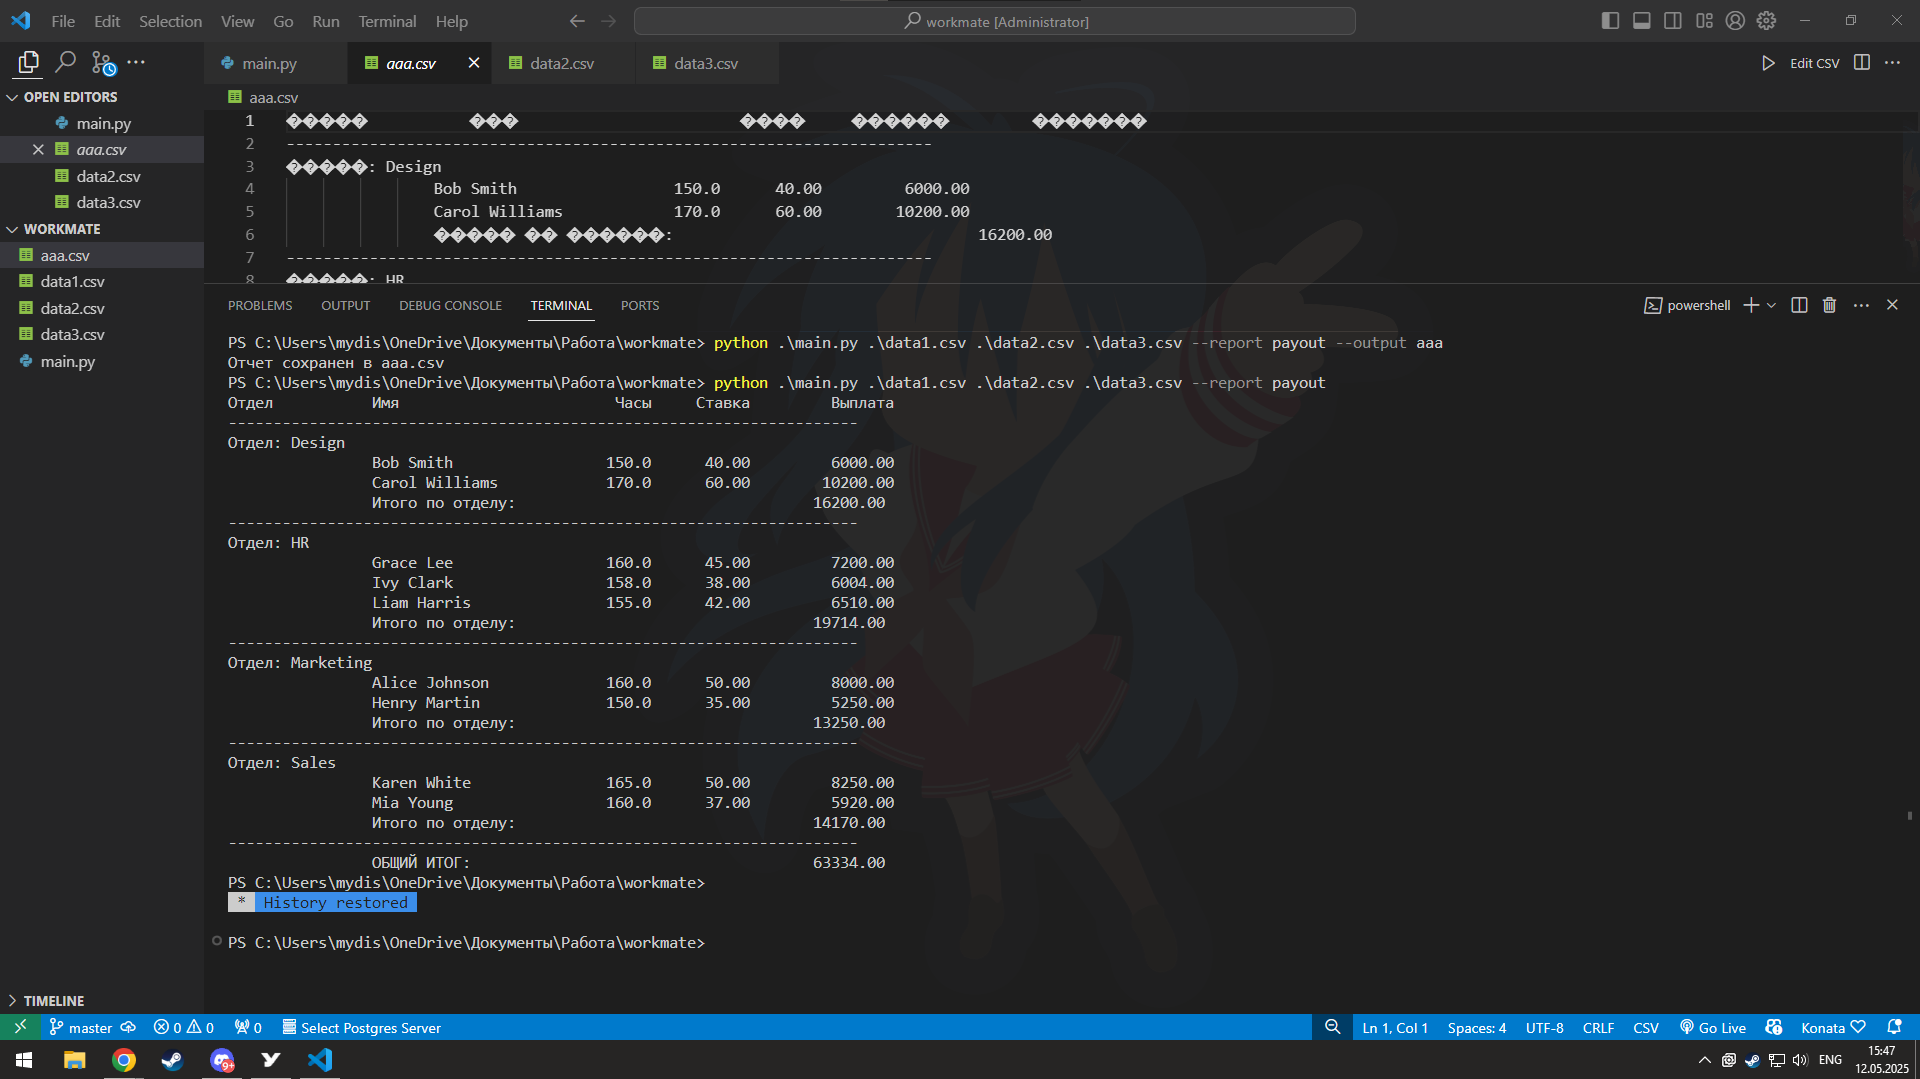 File Edit Selection View Go Run Terminal Help
workmate [Administrator]
main.py
aaa.csv
data2.csv
data3.csv
Edit CSV
OPEN EDITORS
main.py
aaa.csv
data2.csv
data3.csv
WORKMATE
aaa.csv
data1.csv
data2.csv
data3.csv
main.py
TIMELINE
aaa.csv
1 ����� ��� ���� ������ �������
2 ----------------------------------------------------------------------
3 �����: Design
4 Bob Smith 150.0 40.00 6000.00
5 Carol Williams 170.0 60.00 10200.00
6 ����� �� ������: 16200.00
7 ----------------------------------------------------------------------
8 �����: HR
PROBLEMS OUTPUT DEBUG CONSOLE TERMINAL PORTS
powershell
PS C:\Users\mydis\OneDrive\Документы\Работа\workmate> python .\main.py .\data1.csv .\data2.csv .\data3.csv --report payout --output aaa
Отчет сохранен в aaa.csv
PS C:\Users\mydis\OneDrive\Документы\Работа\workmate> python .\main.py .\data1.csv .\data2.csv .\data3.csv --report payout
Отдел Имя Часы Ставка Выплата
----------------------------------------------------------------------
Отдел: Design
Bob Smith 150.0 40.00 6000.00
Carol Williams 170.0 60.00 10200.00
Итого по отделу: 16200.00
----------------------------------------------------------------------
Отдел: HR
Grace Lee 160.0 45.00 7200.00
Ivy Clark 158.0 38.00 6004.00
Liam Harris 155.0 42.00 6510.00
Итого по отделу: 19714.00
----------------------------------------------------------------------
Отдел: Marketing
Alice Johnson 160.0 50.00 8000.00
Henry Martin 150.0 35.00 5250.00
Итого по отделу: 13250.00
----------------------------------------------------------------------
Отдел: Sales
Karen White 165.0 50.00 8250.00
Mia Young 160.0 37.00 5920.00
Итого по отделу: 14170.00
----------------------------------------------------------------------
ОБЩИЙ ИТОГ: 63334.00
PS C:\Users\mydis\OneDrive\Документы\Работа\workmate>
* History restored
PS C:\Users\mydis\OneDrive\Документы\Работа\workmate>
master 0 0 0 Select Postgres Server
Ln 1, Col 1 Spaces: 4 UTF-8 CRLF CSV Go Live Konata
9+
ENG
15:47
12.05.2025